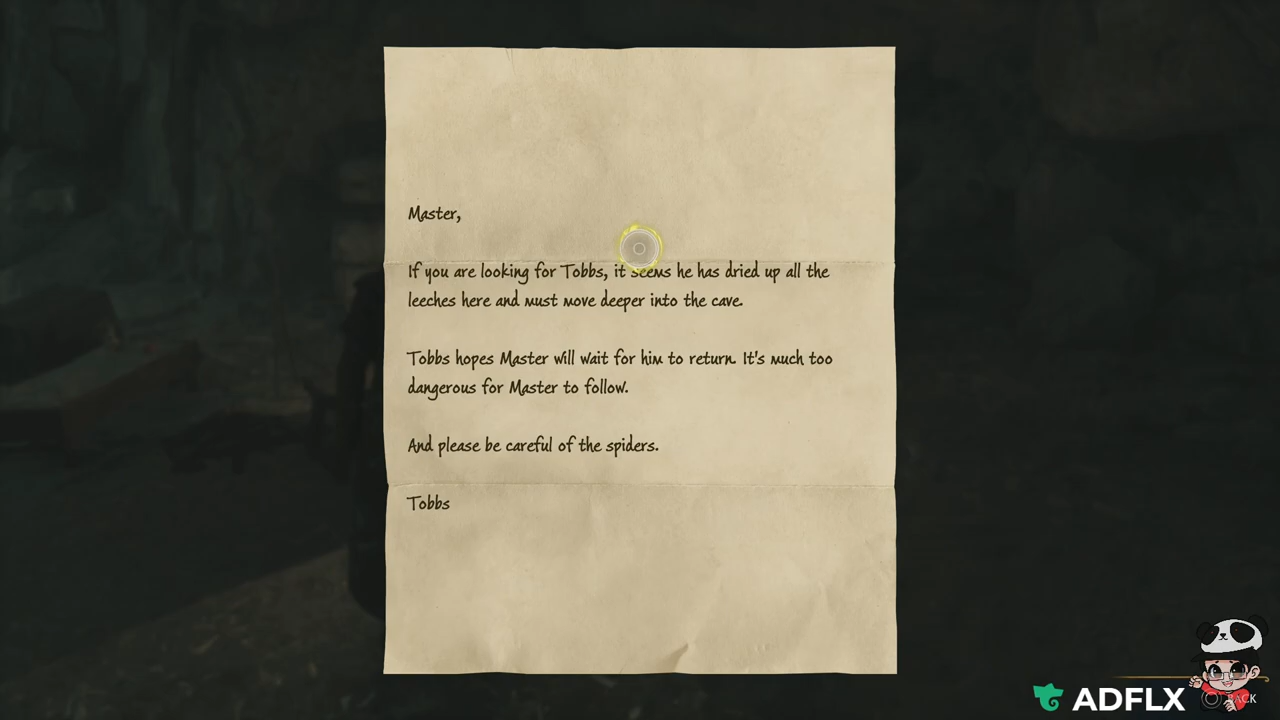 Master,
If you are looking for Tobbs, it seems he has dried up all the
leeches here and must move deeper into the cave.
Tobbs hopes Master will wait for him to return. It's much too
dangerous for Master to follow.
And please be careful of the spiders.
Tobbs
ADFLX